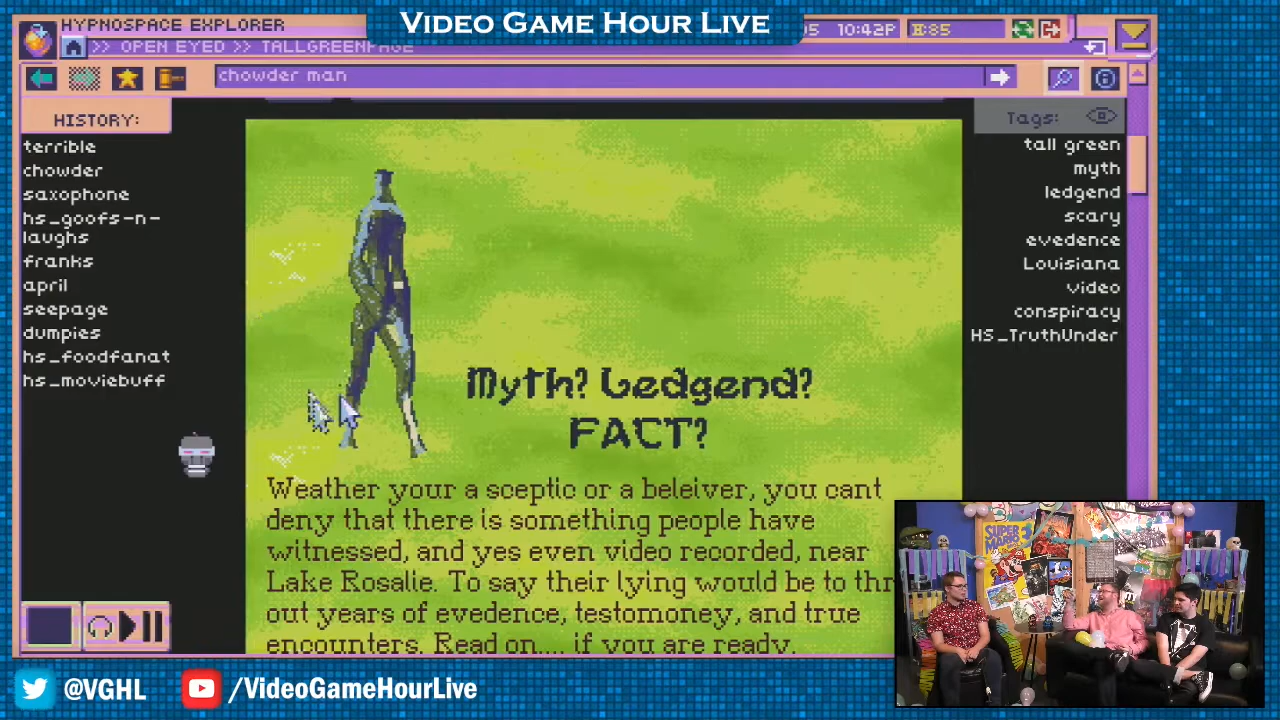 VIDEO GAME HOUR LIVE
HYPNOSPACE EXPLORER
10:42P
85
>> OPEN EYED >> TALLGREENPAGE
chowder man
HISTORY:
terrible
chowder
saxophone
hs_goofs-n-
laughs
franks
april
seepage
dumpies
hs_foodfanat
hs_moviebuff
Tags:
tall green
myth
ledgend
scary
evedence
Louisiana
video
conspiracy
HS_TruthUnder
Myth? Ledgend?
FACT?
Weather your a sceptic or a beleiver, you cant
deny that there is something people have
witnessed, and yes even video recorded, near
Lake Rosalie. To say their lying would be to thr
out years of evedence, testomoney, and true
encounters. Read on.... if you are ready.
SUPER
MARIO
@VGHL
/VideoGameHourLive